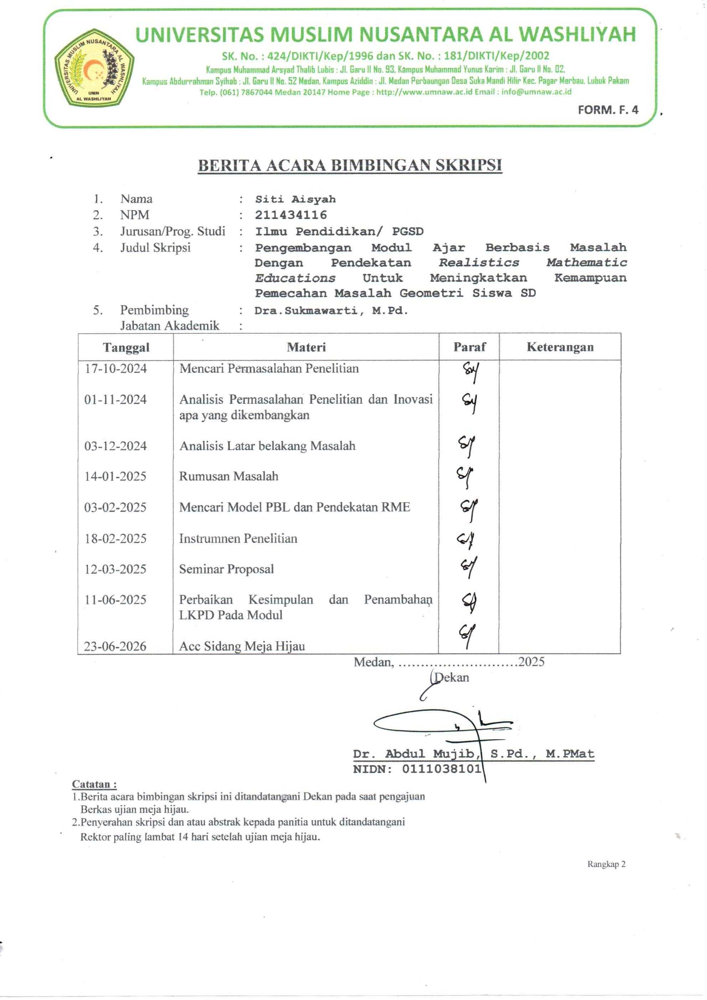 UNIVERSITAS MUSLIM NUSANTARA AL WASHLIYAH
SK. No. : 424/DIKTI/Kep/1996 dan SK. No. : 181/DIKTI/Kep/2002
Kampus Muhammad Arsyad Thalib Lubis : Jl. Garu II No. 93, Kampus Muhammad Yunus Karim : Jl. Garu II No. 02,
Kampus Abdurrahman Syihab : Jl. Garu II No. 52 Medan, Kampus Aziddin : Jl. Medan Perbaungan Desa Suka Mandi Hilir Kec. Pagar Merbau, Lubuk Pakam
Telp. (061) 7867044 Medan 20147 Home Page : http://www.umnaw.ac.id Email : info@umnaw.ac.id
UNIVERSITAS MUSLIM NUSANTARA AL WASHLIYAH
UMN
AL WASHLIYAH
FORM. F. 4
BERITA ACARA BIMBINGAN SKRIPSI
1. Nama : Siti Aisyah
2. NPM : 211434116
3. Jurusan/Prog. Studi : Ilmu Pendidikan/ PGSD
4. Judul Skripsi : Pengembangan Modul Ajar Berbasis Masalah
Dengan Pendekatan Realistics Mathematic
Educations Untuk Meningkatkan Kemampuan
Pemecahan Masalah Geometri Siswa SD
5. Pembimbing : Dra.Sukmawarti, M.Pd.
Jabatan Akademik :
Tanggal Materi Paraf Keterangan
17-10-2024 Mencari Permasalahan Penelitian
01-11-2024 Analisis Permasalahan Penelitian dan Inovasi
apa yang dikembangkan
03-12-2024 Analisis Latar belakang Masalah
14-01-2025 Rumusan Masalah
03-02-2025 Mencari Model PBL dan Pendekatan RME
18-02-2025 Instrumnen Penelitian
12-03-2025 Seminar Proposal
11-06-2025 Perbaikan Kesimpulan dan Penambahan
LKPD Pada Modul
23-06-2026 Acc Sidang Meja Hijau
Medan, ...........................2025
Dekan
Dr. Abdul Mujib, S.Pd., M.PMat
NIDN: 0111038101
Catatan :
1.Berita acara bimbingan skripsi ini ditandatangani Dekan pada saat pengajuan
Berkas ujian meja hijau.
2.Penyerahan skripsi dan atau abstrak kepada panitia untuk ditandatangani
Rektor paling lambat 14 hari setelah ujian meja hijau.
Rangkap 2